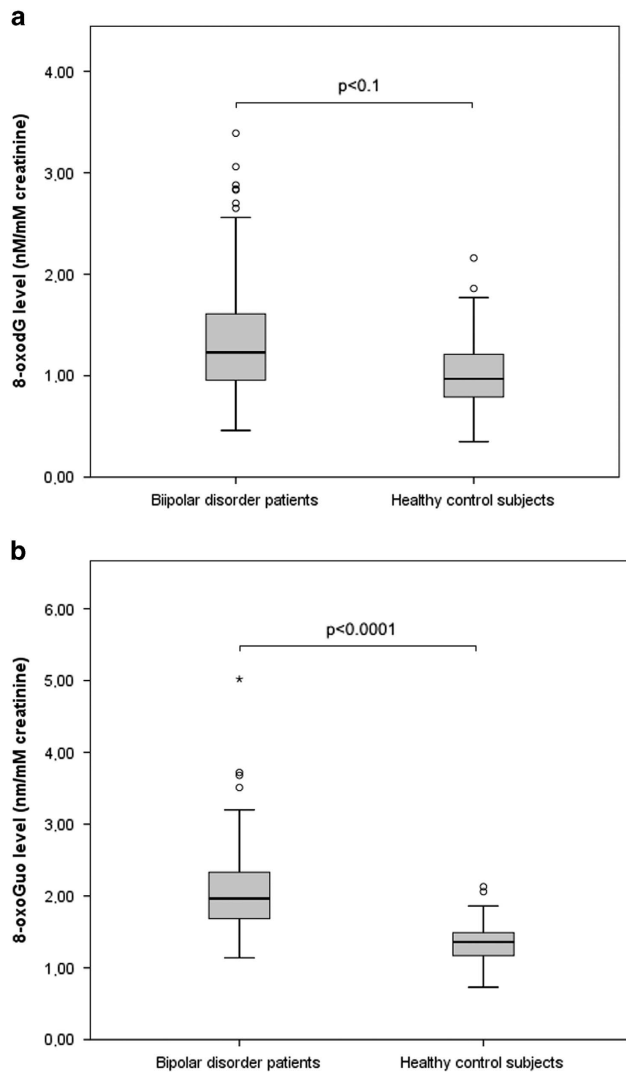 a
4,00
3,00
2,00
1,00
0,00
8-oxodG level (nM/mM creatinine)
p<0.1
Biipolar disorder patients Healthy control subjects
b
6,00
5,00
4,00
3,00
2,00
1,00
0,00
8-oxoGuo level (nm/mM creatinine)
p<0.0001
*
Bipolar disorder patients Healthy control subjects